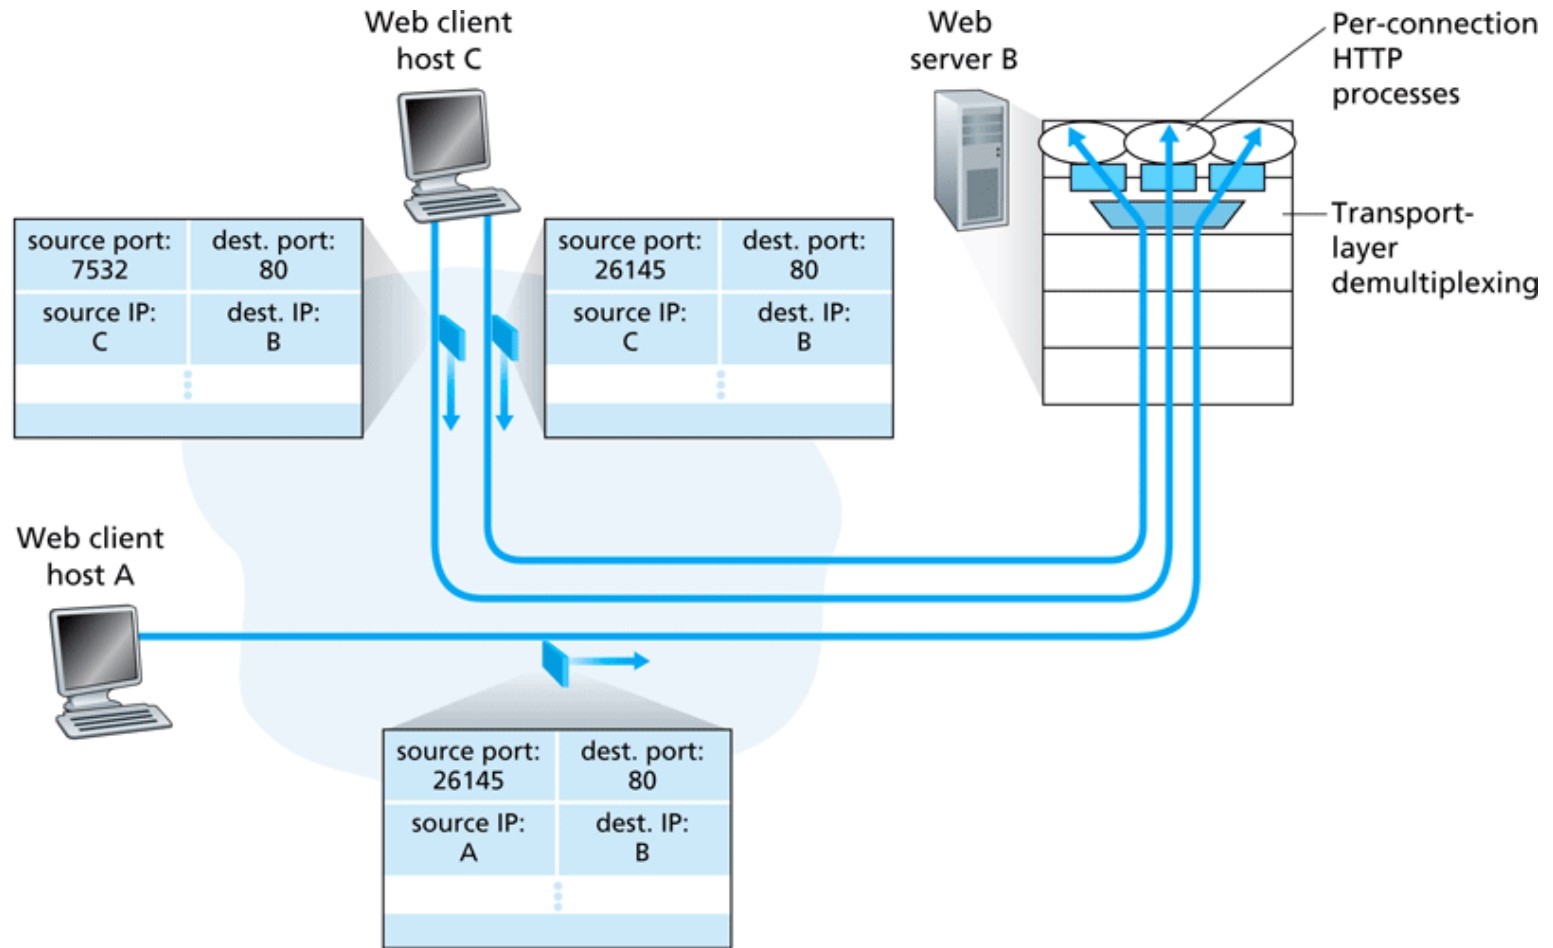 Web client
host C
Web
server B
Per-connection
HTTP
processes
Transport-
layer
demultiplexing
source port:
7532
dest. port:
80
source IP:
C
dest. IP:
B
source port:
26145
dest. port:
80
source IP:
C
dest. IP:
B
Web client
host A
source port:
26145
dest. port:
80
source IP:
A
dest. IP:
B